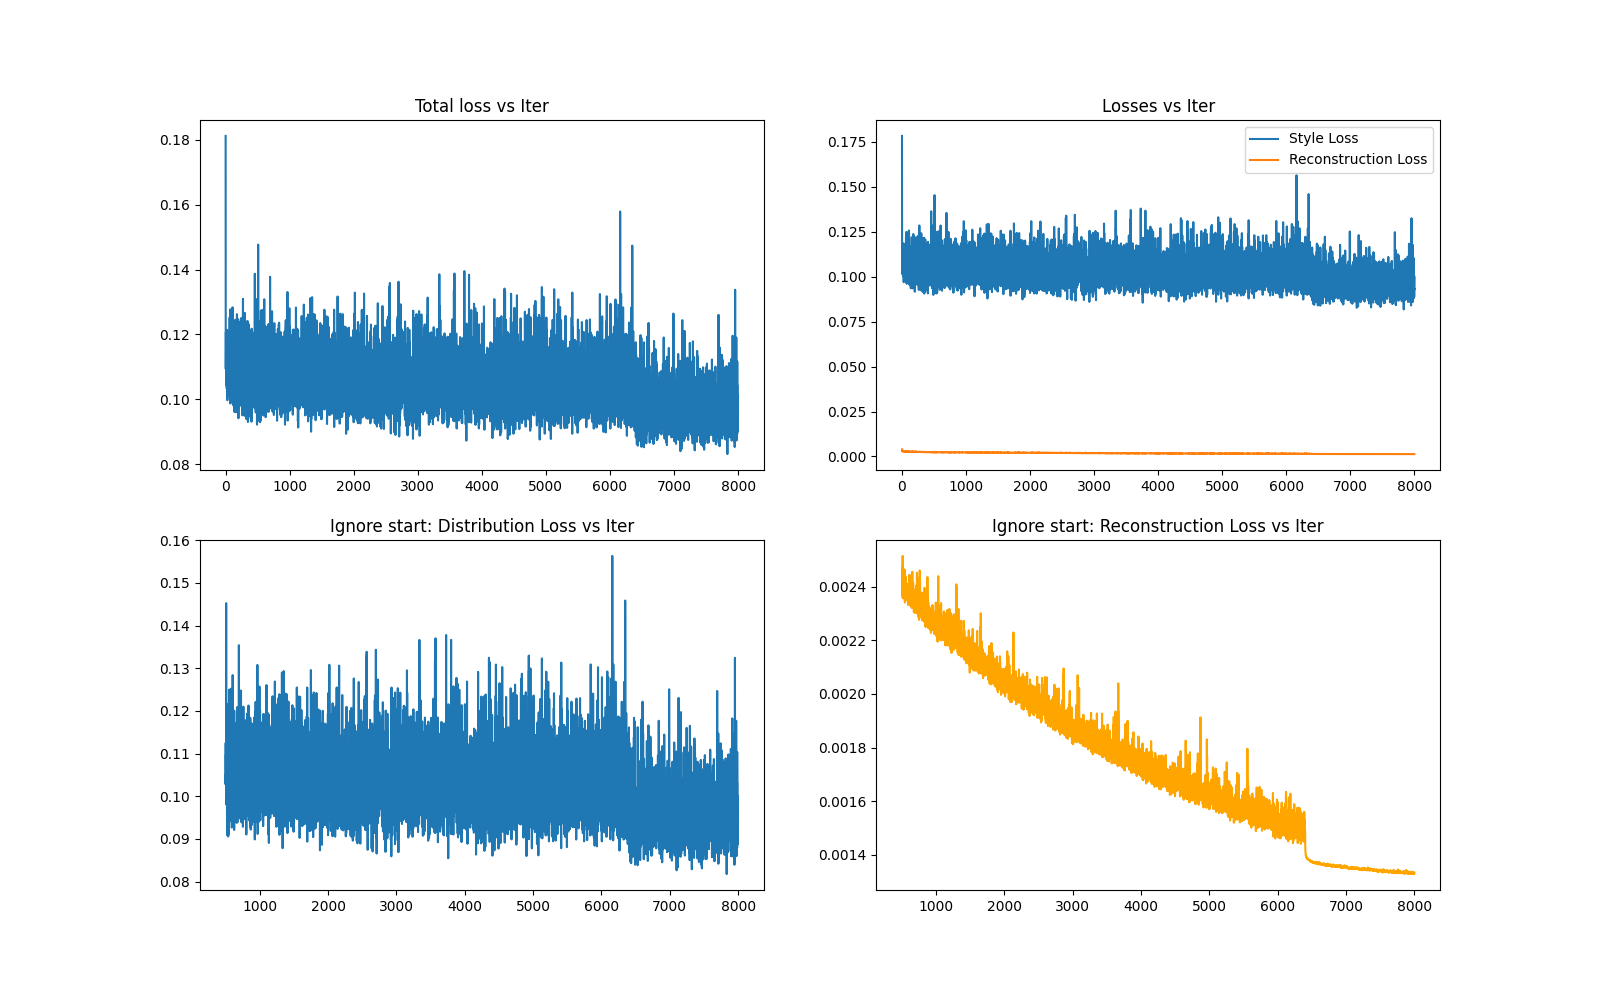 Total loss vs Iter
0.18
0.16
0.14
0.12
0.10
0.08
0 1000 2000 3000 4000 5000 6000 7000 8000
Losses vs Iter
Style Loss
Reconstruction Loss
0.175
0.150
0.125
0.100
0.075
0.050
0.025
0.000
0 1000 2000 3000 4000 5000 6000 7000 8000
Ignore start: Distribution Loss vs Iter
0.16
0.15
0.14
0.13
0.12
0.11
0.10
0.09
0.08
1000 2000 3000 4000 5000 6000 7000 8000
Ignore start: Reconstruction Loss vs Iter
0.0024
0.0022
0.0020
0.0018
0.0016
0.0014
1000 2000 3000 4000 5000 6000 7000 8000